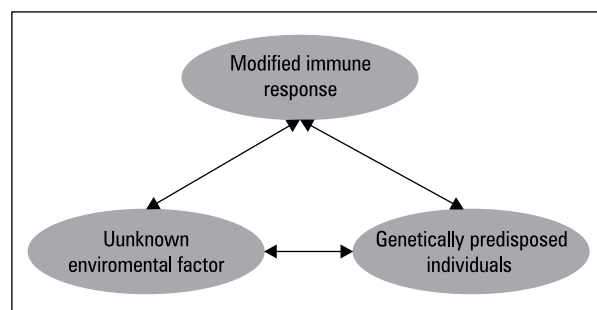 Modified immune
response
Uunknown
enviromental factor
Genetically predisposed
individuals